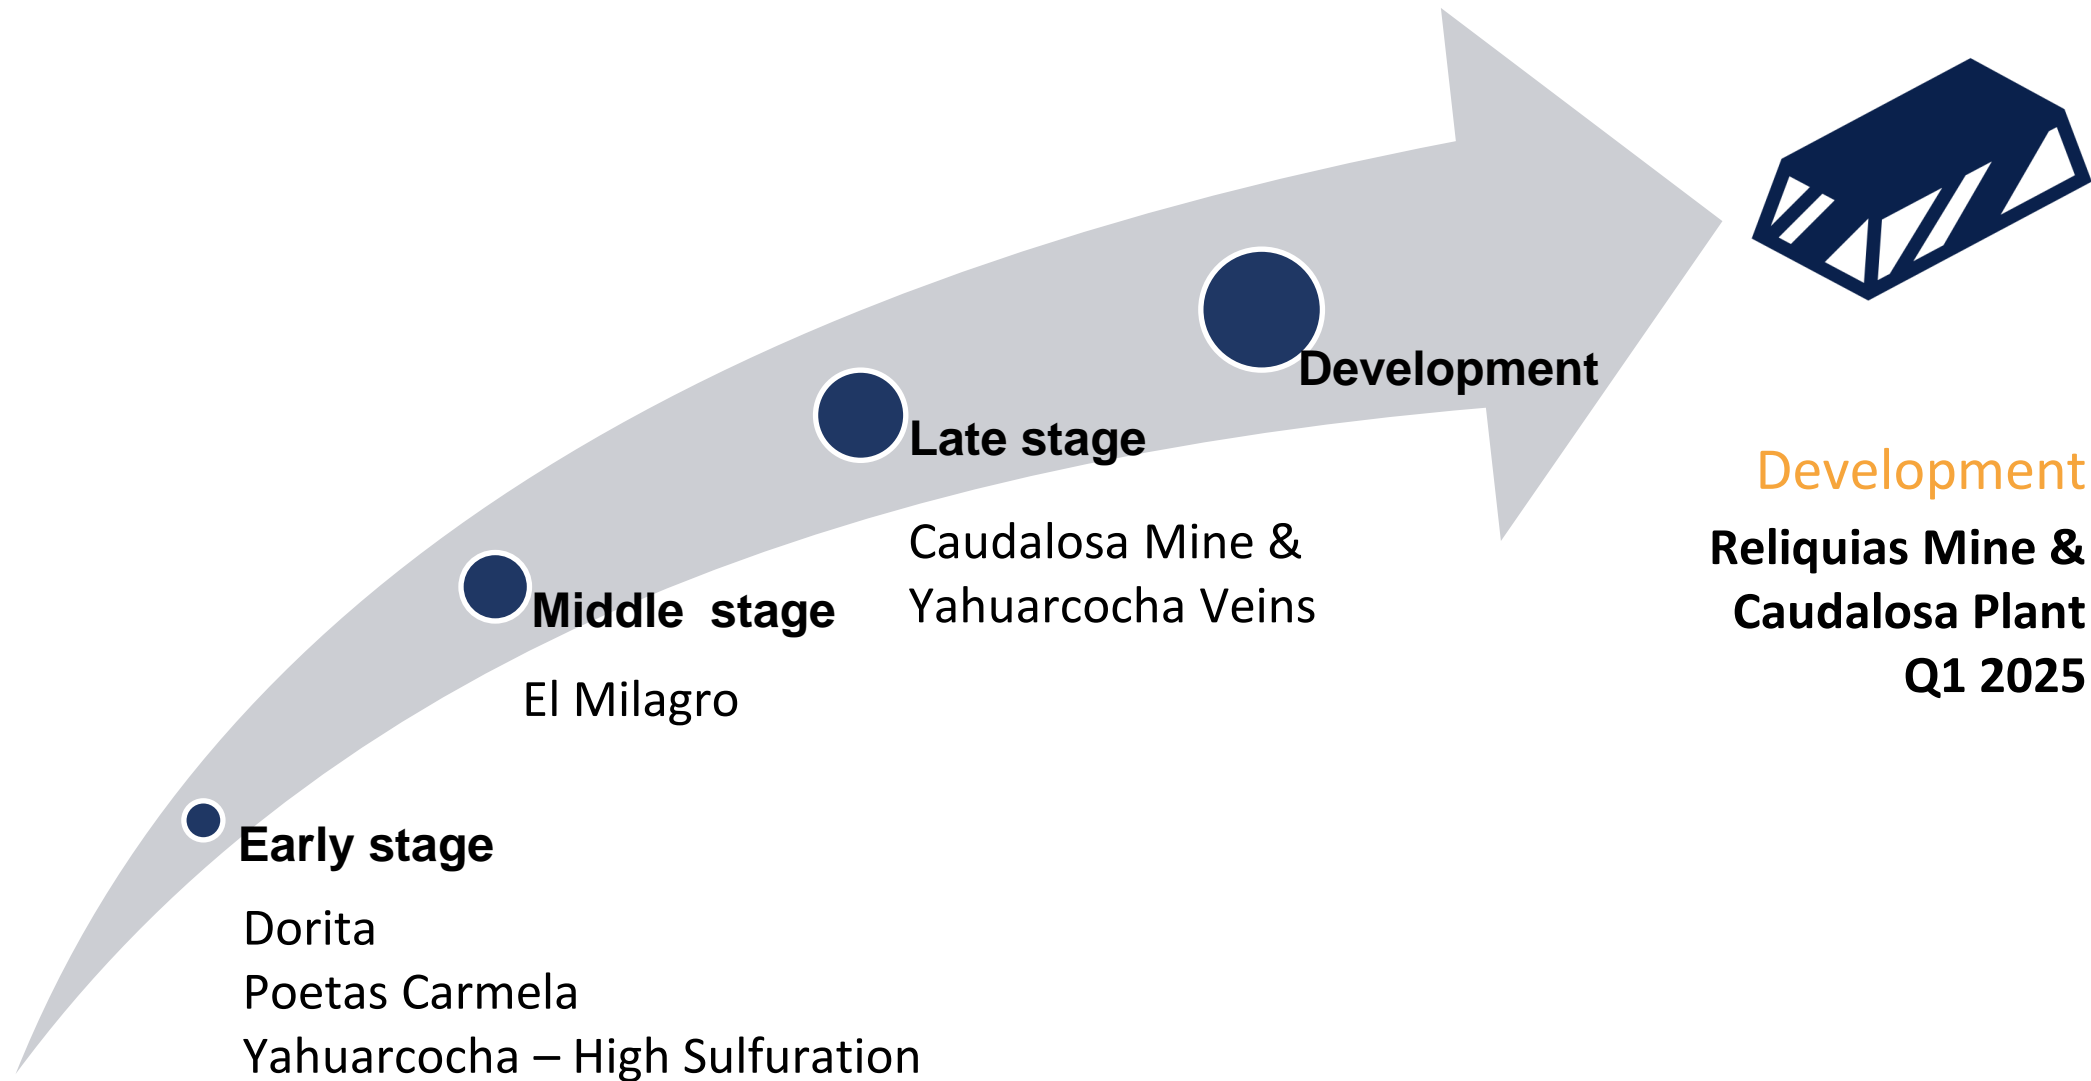 Development
Late stage
Caudalosa Mine &
Yahuarcocha Veins
Middle  stage
El Milagro
Early stage
Dorita
Poetas Carmela
Yahuarcocha – High Sulfuration
Development
Reliquias Mine &
Caudalosa Plant
Q1 2025